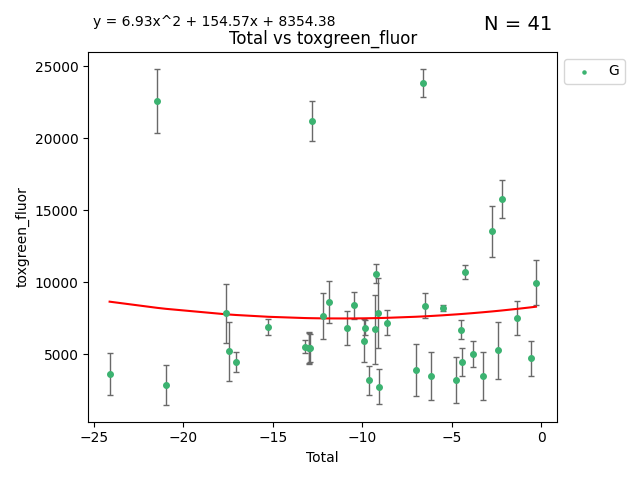 y = 6.93x^2 + 154.57x + 8354.38
N = 41
Total vs toxgreen_fluor
G
25000
20000
15000
10000
5000
toxgreen_fluor
−25
−20
−15
−10
−5
0
Total